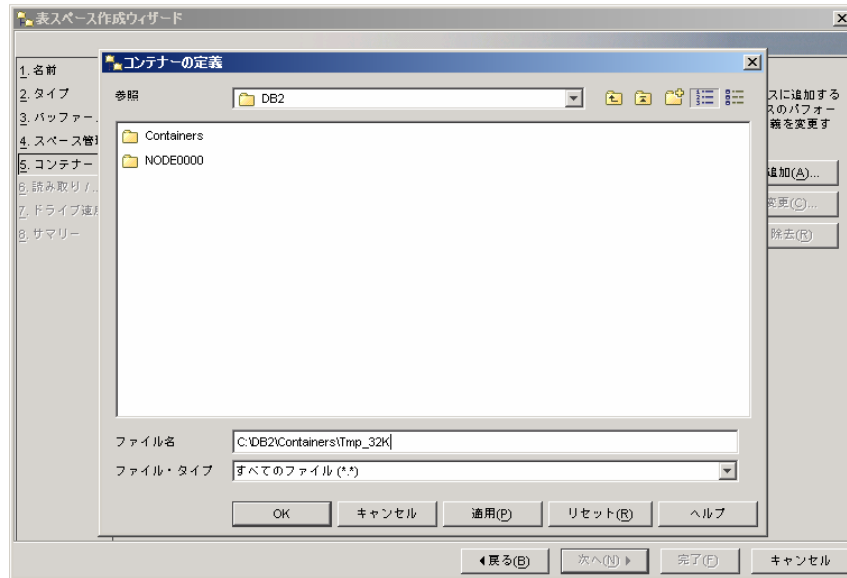 表スペース作成ウィザード
コンテナーの定義
1. 名前
2. タイプ
3. バッファー
4. スペース管
5. コンテナー
6. 読み取り /..
7. ドライブ速
8. サマリー
参照
DB2
Containers
NODE0000
スに追加する
スのパフォー
義を変更す
追加(A)...
変更(C)...
除去(R)
ファイル名
C:\DB2\Containers\Tmp_32K
ファイル・タイプ
すべてのファイル (*.*)
OK
キャンセル
適用(P)
リセット(R)
ヘルプ
戻る(B)
次へ(N)
完了(F)
キャンセル